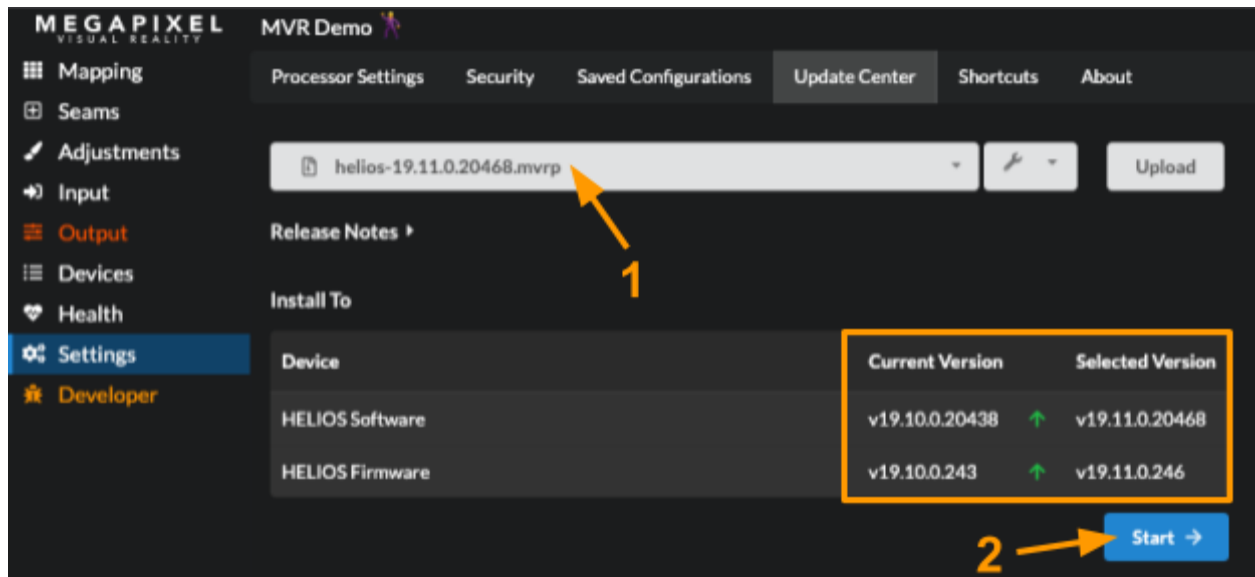 MEGAPIXEL
VISUAL REALITY
MVR Demo
Mapping
Seams
Adjustments
Input
Output
Devices
Health
Settings
Developer
Processor Settings Security Saved Configurations Update Center Shortcuts About
helios-19.11.0.20468.mvrp
Upload
Release Notes
1
Install To
Device Current Version Selected Version
HELIOS Software v19.10.0.20438 v19.11.0.20468
HELIOS Firmware v19.10.0.243 v19.11.0.246
2
Start